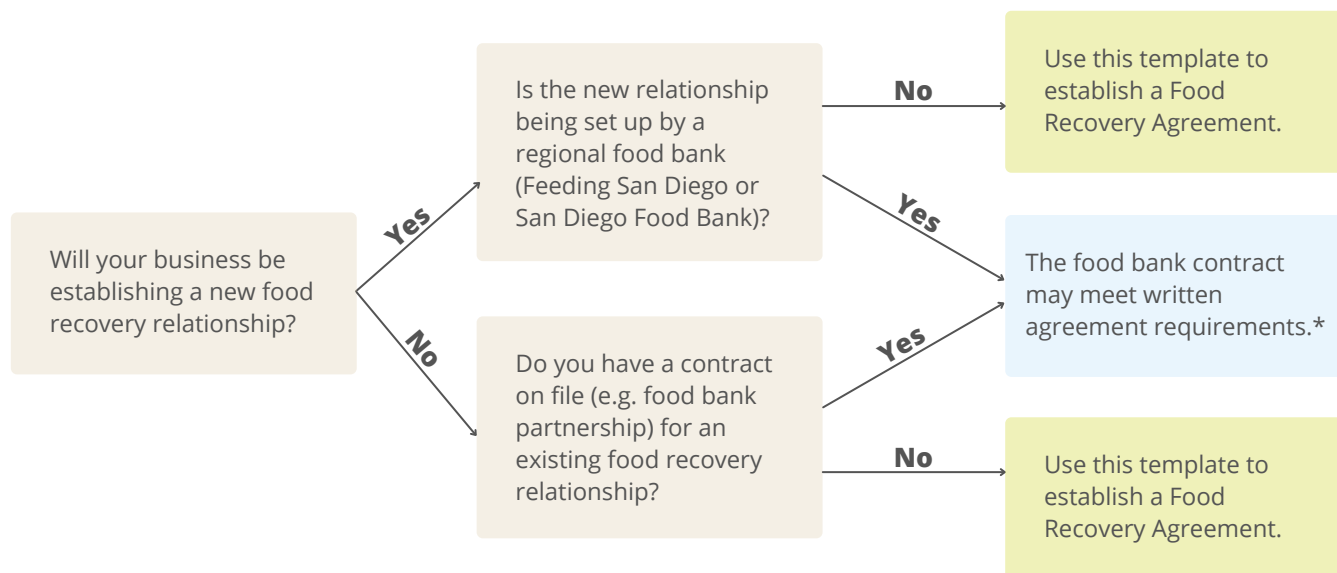 Will your business be
establishing a new food
recovery relationship?
Yes
No
Is the new relationship
being set up by a
regional food bank
(Feeding San Diego or
San Diego Food Bank)?
No
Yes
Do you have a contract
on file (e.g. food bank
partnership) for an
existing food recovery
relationship?
Yes
No
Use this template to
establish a Food
Recovery Agreement.
The food bank contract
may meet written
agreement requirements.*
Use this template to
establish a Food
Recovery Agreement.